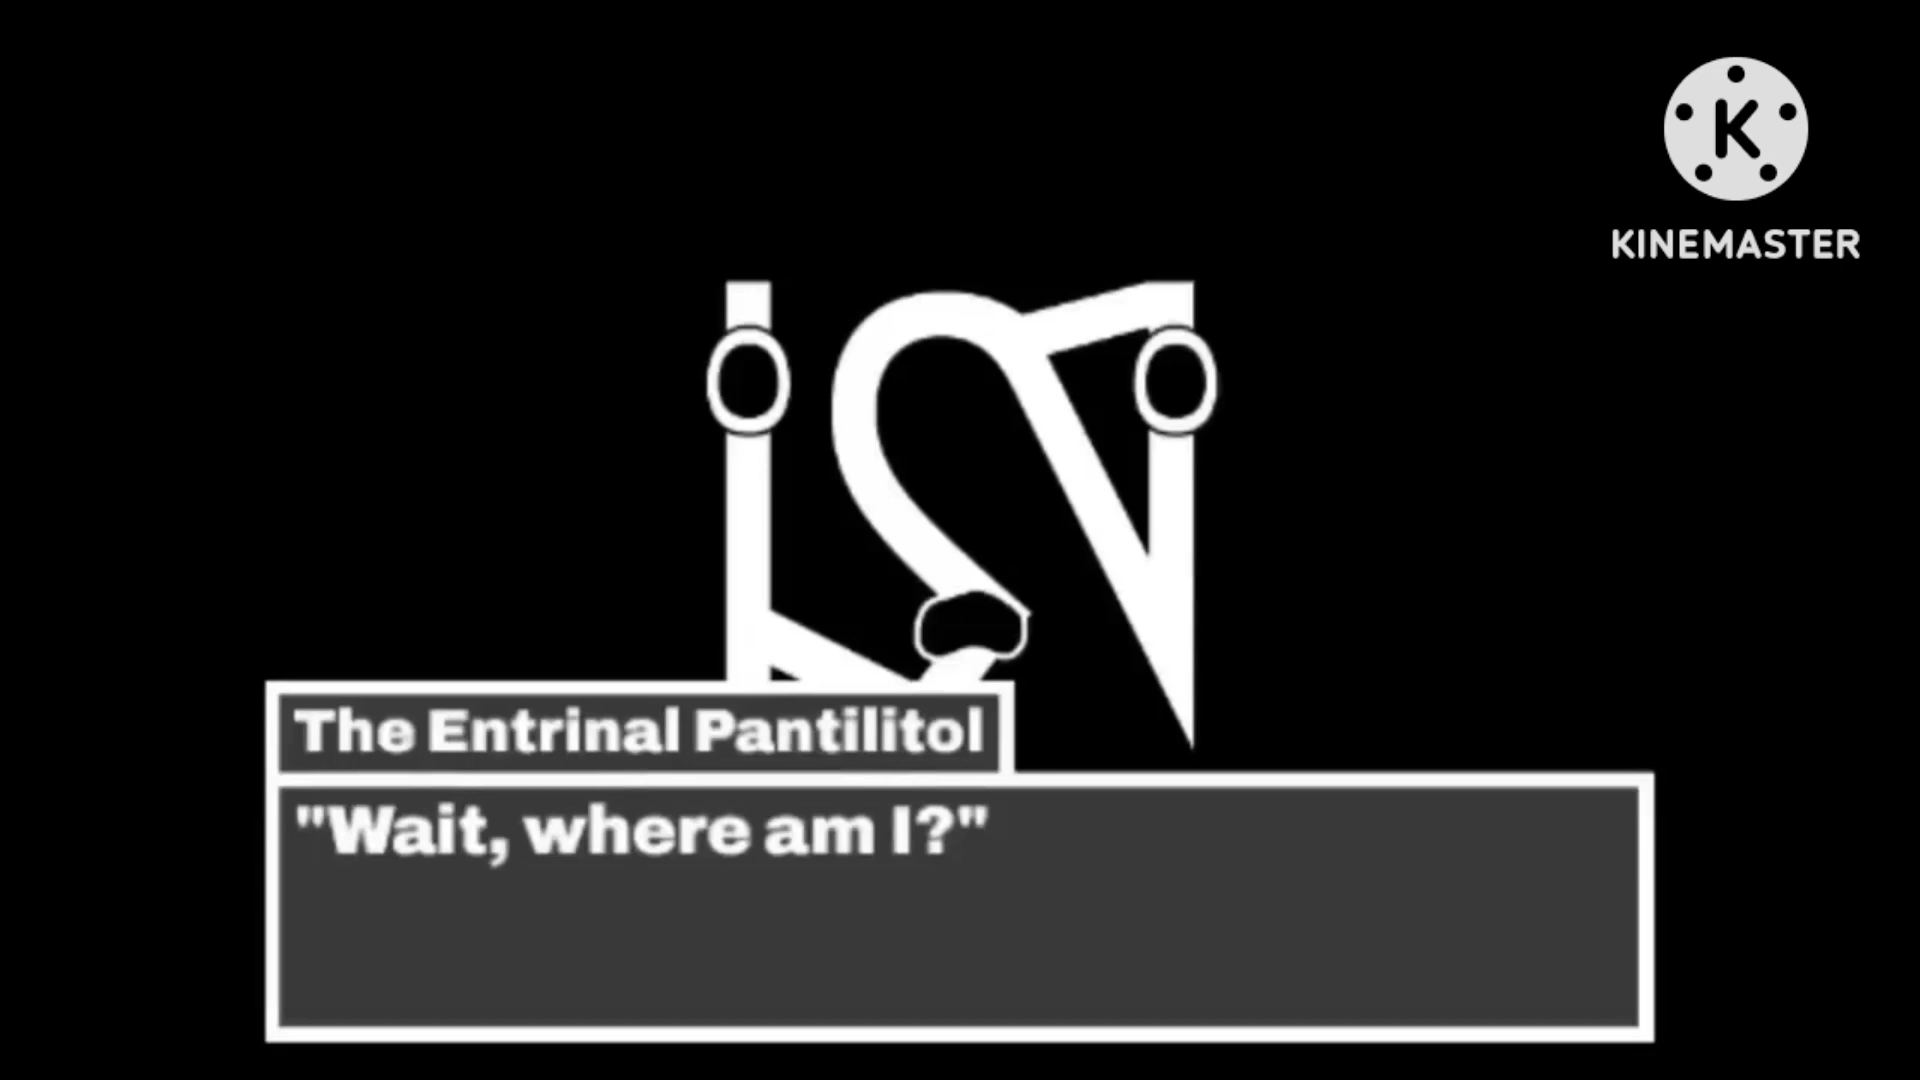 K
KINEMASTER
The Entrinal Pantilitol
"Wait, where am I?"